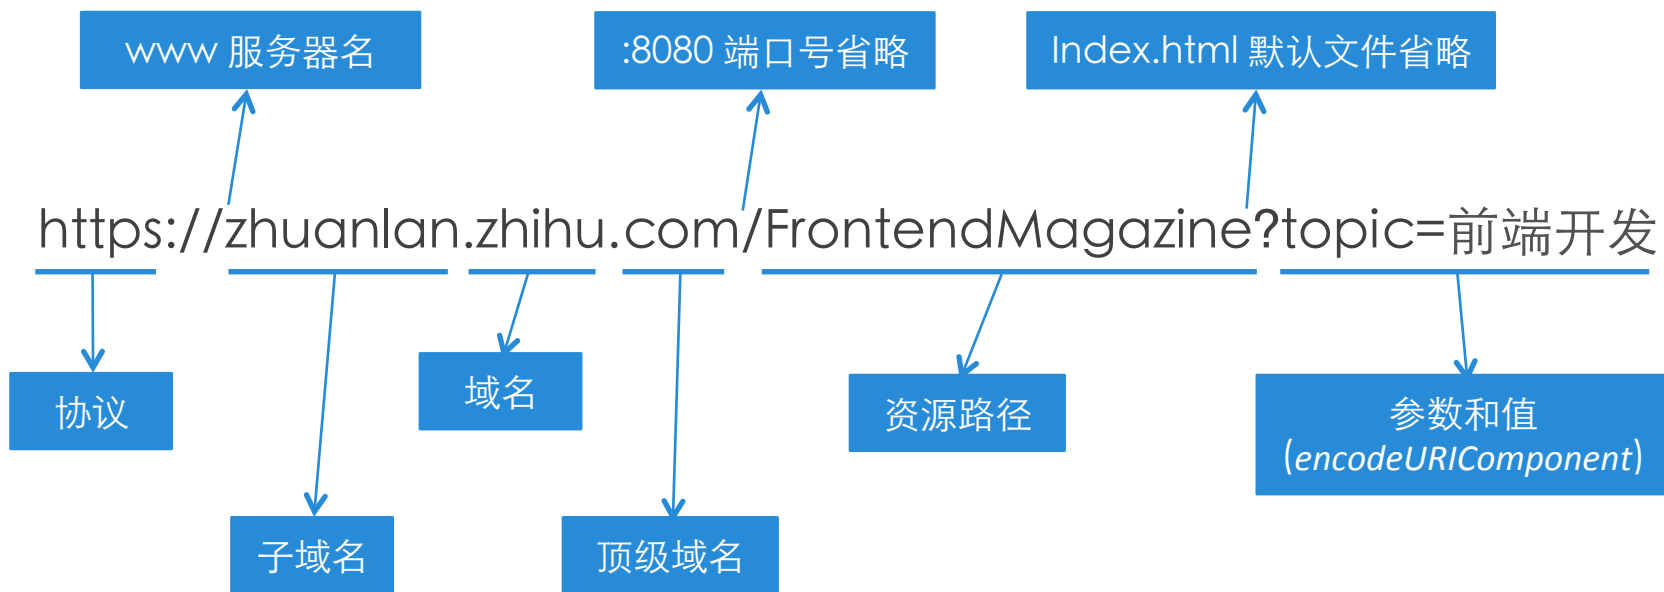 www 服务器名
:8080 端口号省略
Index.html 默认文件省略
https://zhuanlan.zhihu.com/FrontendMagazine?topic=前端开发
协议
域名
资源路径
参数和值
(encodeURIComponent)
子域名
顶级域名